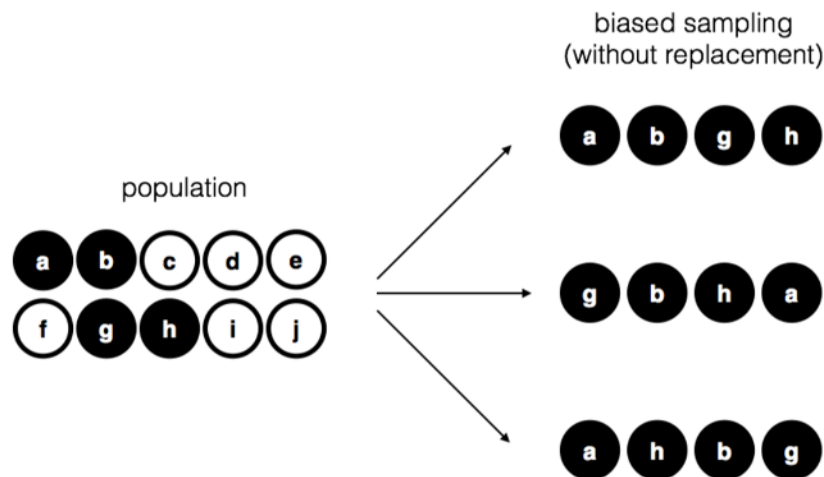 biased sampling
(without replacement)
a b g h
population
a b c d e
f g h i j
g b h a
a h b g